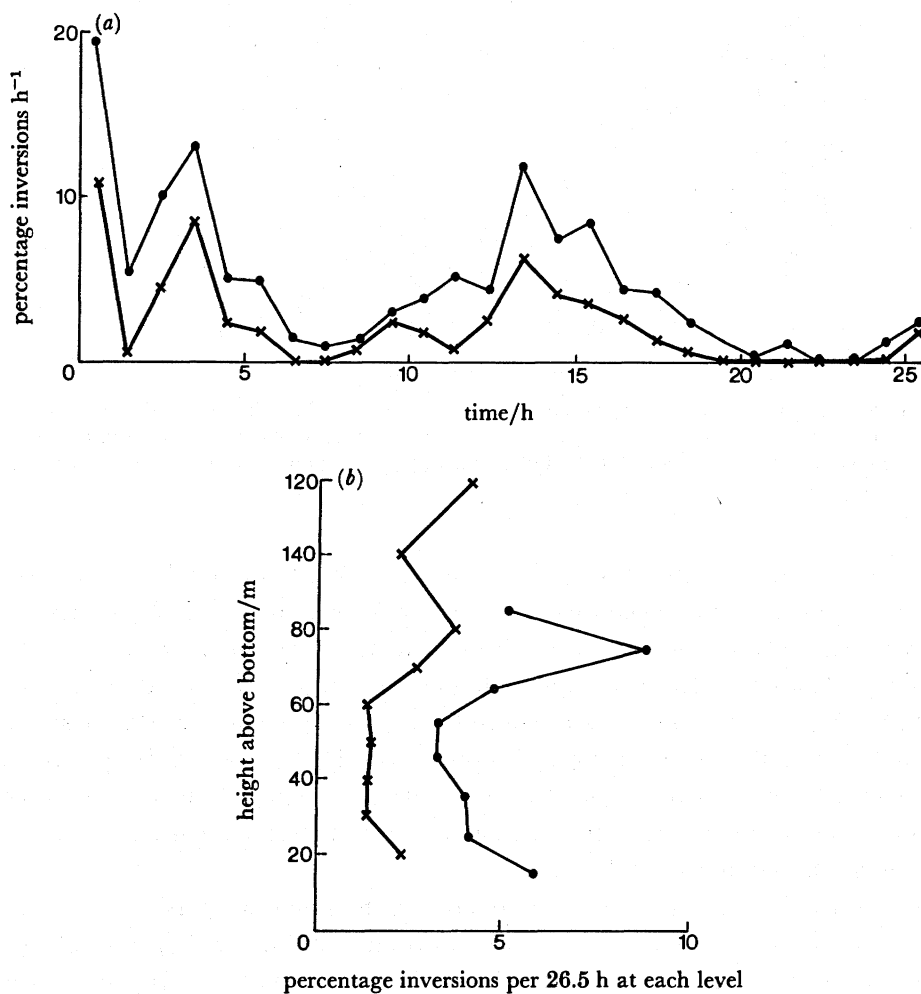 (a)
20
10
percentage inversions h⁻¹
0 5 10 15 20 25
time/h
(b)
120
140
80
60
40
20
height above bottom/m
0 5 10
percentage inversions per 26.5 h at each level